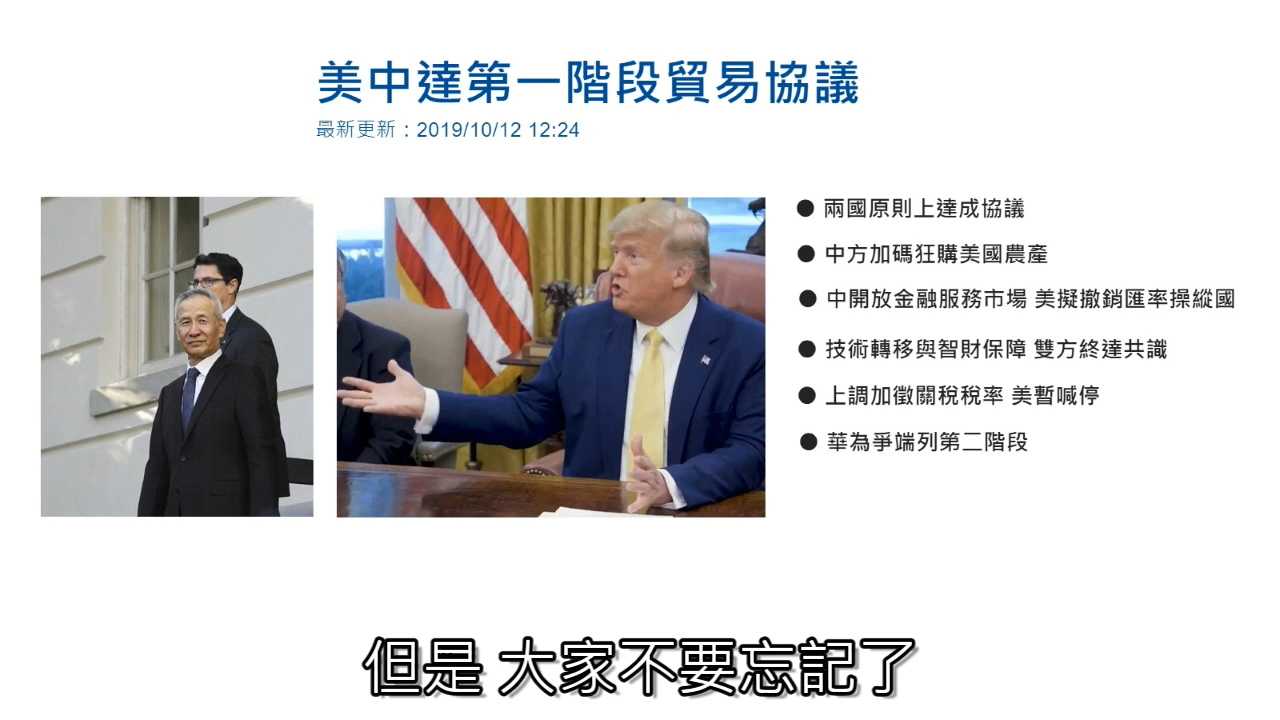 美中達第一階段貿易協議
最新更新：2019/10/12 12:24
● 兩國原則上達成協議
● 中方加碼狂購美國農產
● 中開放金融服務市場 美擬撤銷匯率操縱國
● 技術轉移與智財保障 雙方終達共識
● 上調加徵關稅稅率 美暫喊停
● 華為爭端列第二階段
但是 大家不要忘記了